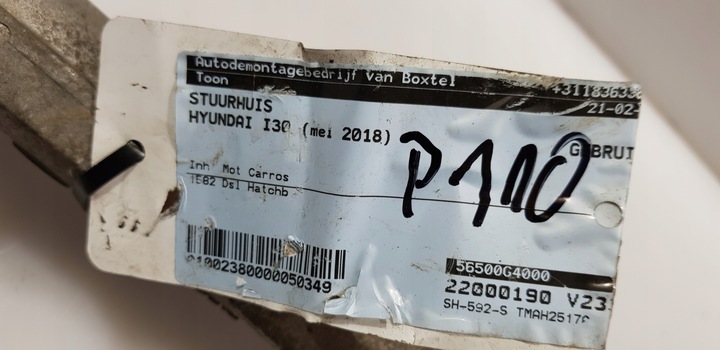 Autodemontagebedrijf van Boxtel
Toon
21-02-
STUURHUIS
HYUNDAI I30 (mei 2018)
P110
GEBRUI
Inh Mot Carros
1582 Dsl Hatchb
56500G4000
22000190 V23
SH-592-S TMAH2517
01002380000050349